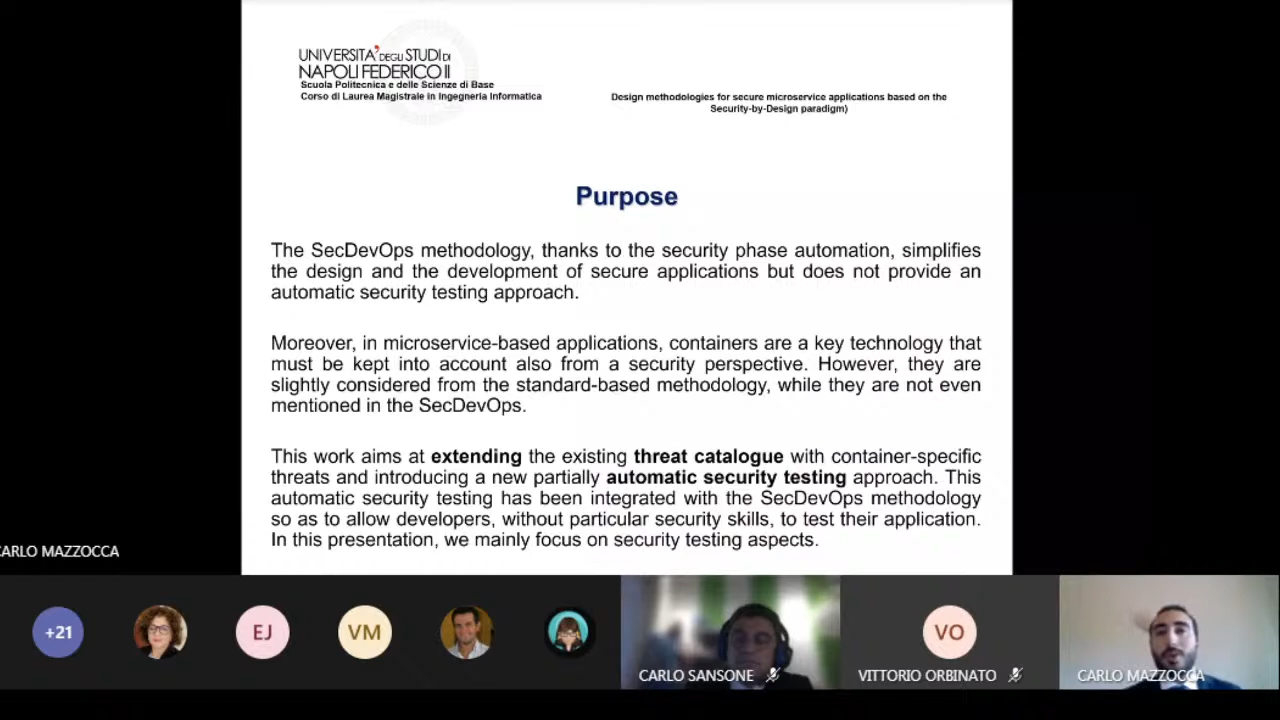 UNIVERSITA' DEGLI STUDI DI
NAPOLI FEDERICO II
Scuola Politecnica e delle Scienze di Base
Corso di Laurea Magistrale in Ingegneria Informatica
Design methodologies for secure microservice applications based on the
Security-by-Design paradigm)
Purpose
The SecDevOps methodology, thanks to the security phase automation, simplifies
the design and the development of secure applications but does not provide an
automatic security testing approach.
Moreover, in microservice-based applications, containers are a key technology that
must be kept into account also from a security perspective. However, they are
slightly considered from the standard-based methodology, while they are not even
mentioned in the SecDevOps.
This work aims at extending the existing threat catalogue with container-specific
threats and introducing a new partially automatic security testing approach. This
automatic security testing has been integrated with the SecDevOps methodology
so as to allow developers, without particular security skills, to test their application.
In this presentation, we mainly focus on security testing aspects.
CARLO MAZZOCCA
+21
EJ
VM
CARLO SANSONE
VO
VITTORIO ORBINATO
CARLO MAZZOCCA